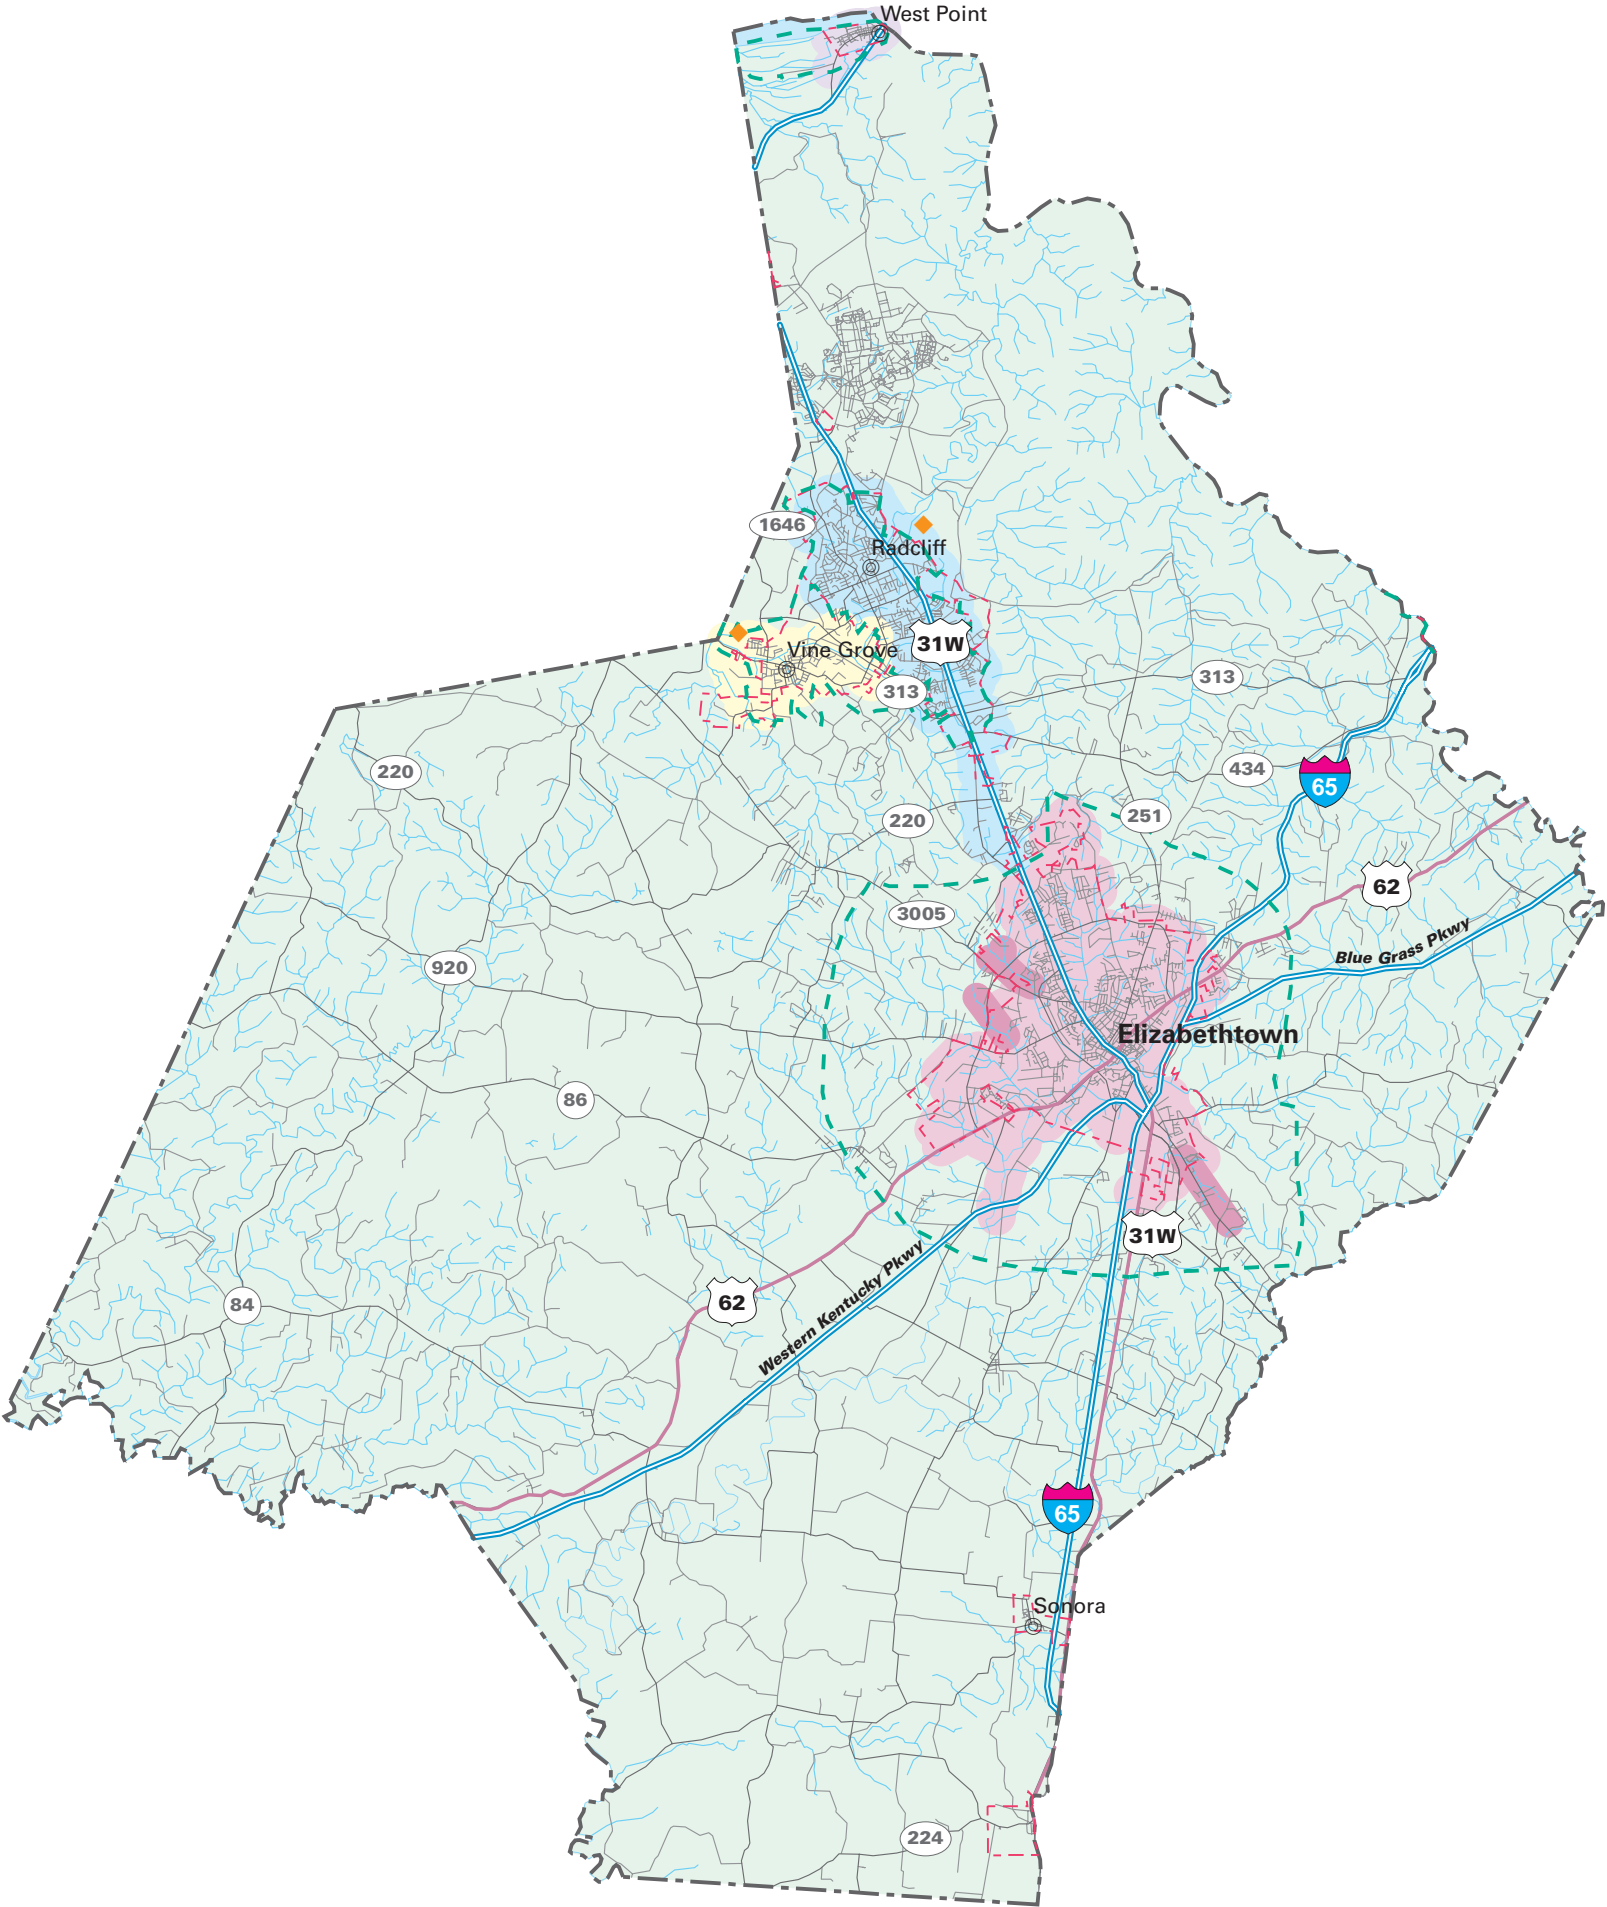 West Point
1646
Radcliff
31W
Vine Grove
313
313
220
434
65
220
251
62
3005
Blue Grass Pkwy
920
Elizabethtown
86
31W
Western Kentucky Pkwy
84
62
65
Sonora
224